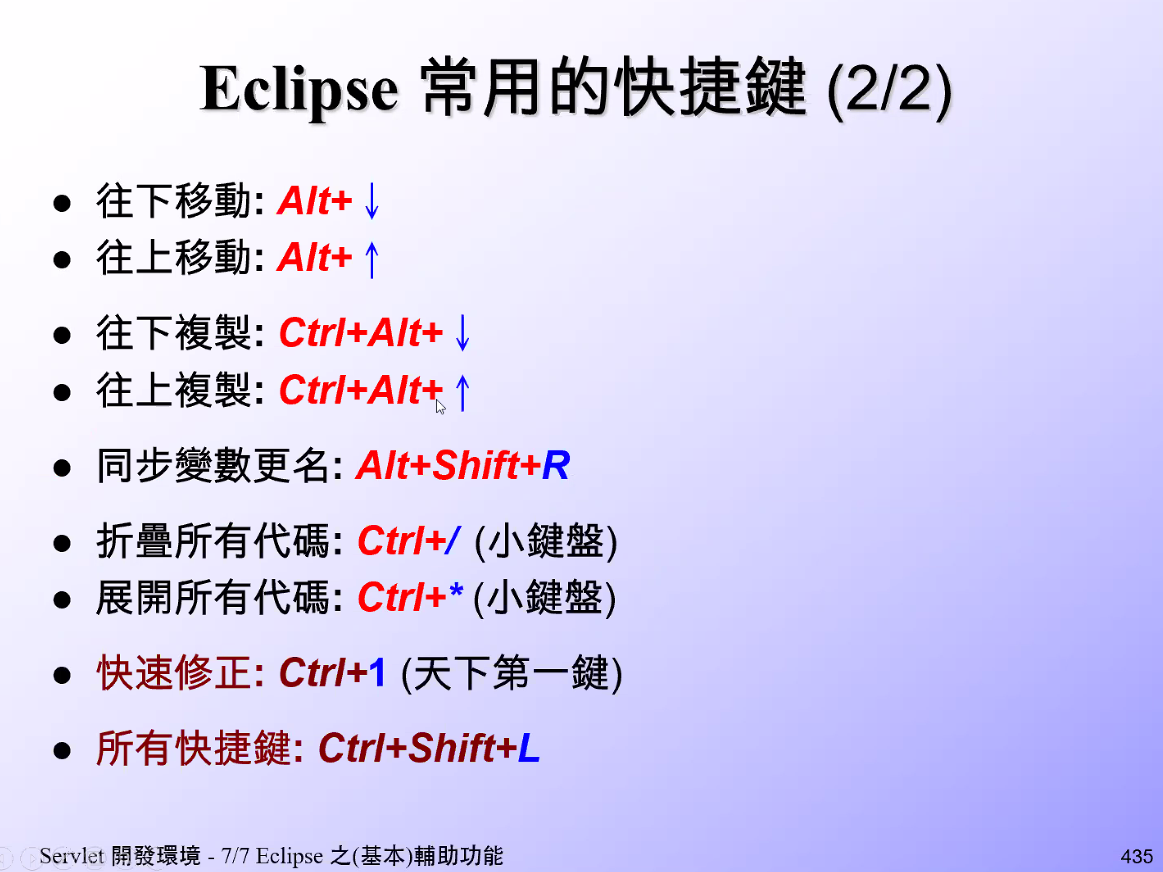 Eclipse 常用的快捷鍵 (2/2)
● 往下移動: Alt+↓
● 往上移動: Alt+↑
● 往下複製: Ctrl+Alt+↓
● 往上複製: Ctrl+Alt+↑
● 同步變數更名: Alt+Shift+R
● 折疊所有代碼: Ctrl+/ (小鍵盤)
● 展開所有代碼: Ctrl+* (小鍵盤)
● 快速修正: Ctrl+1 (天下第一鍵)
● 所有快捷鍵: Ctrl+Shift+L
Servlet 開發環境 - 7/7 Eclipse 之(基本)輔助功能
435